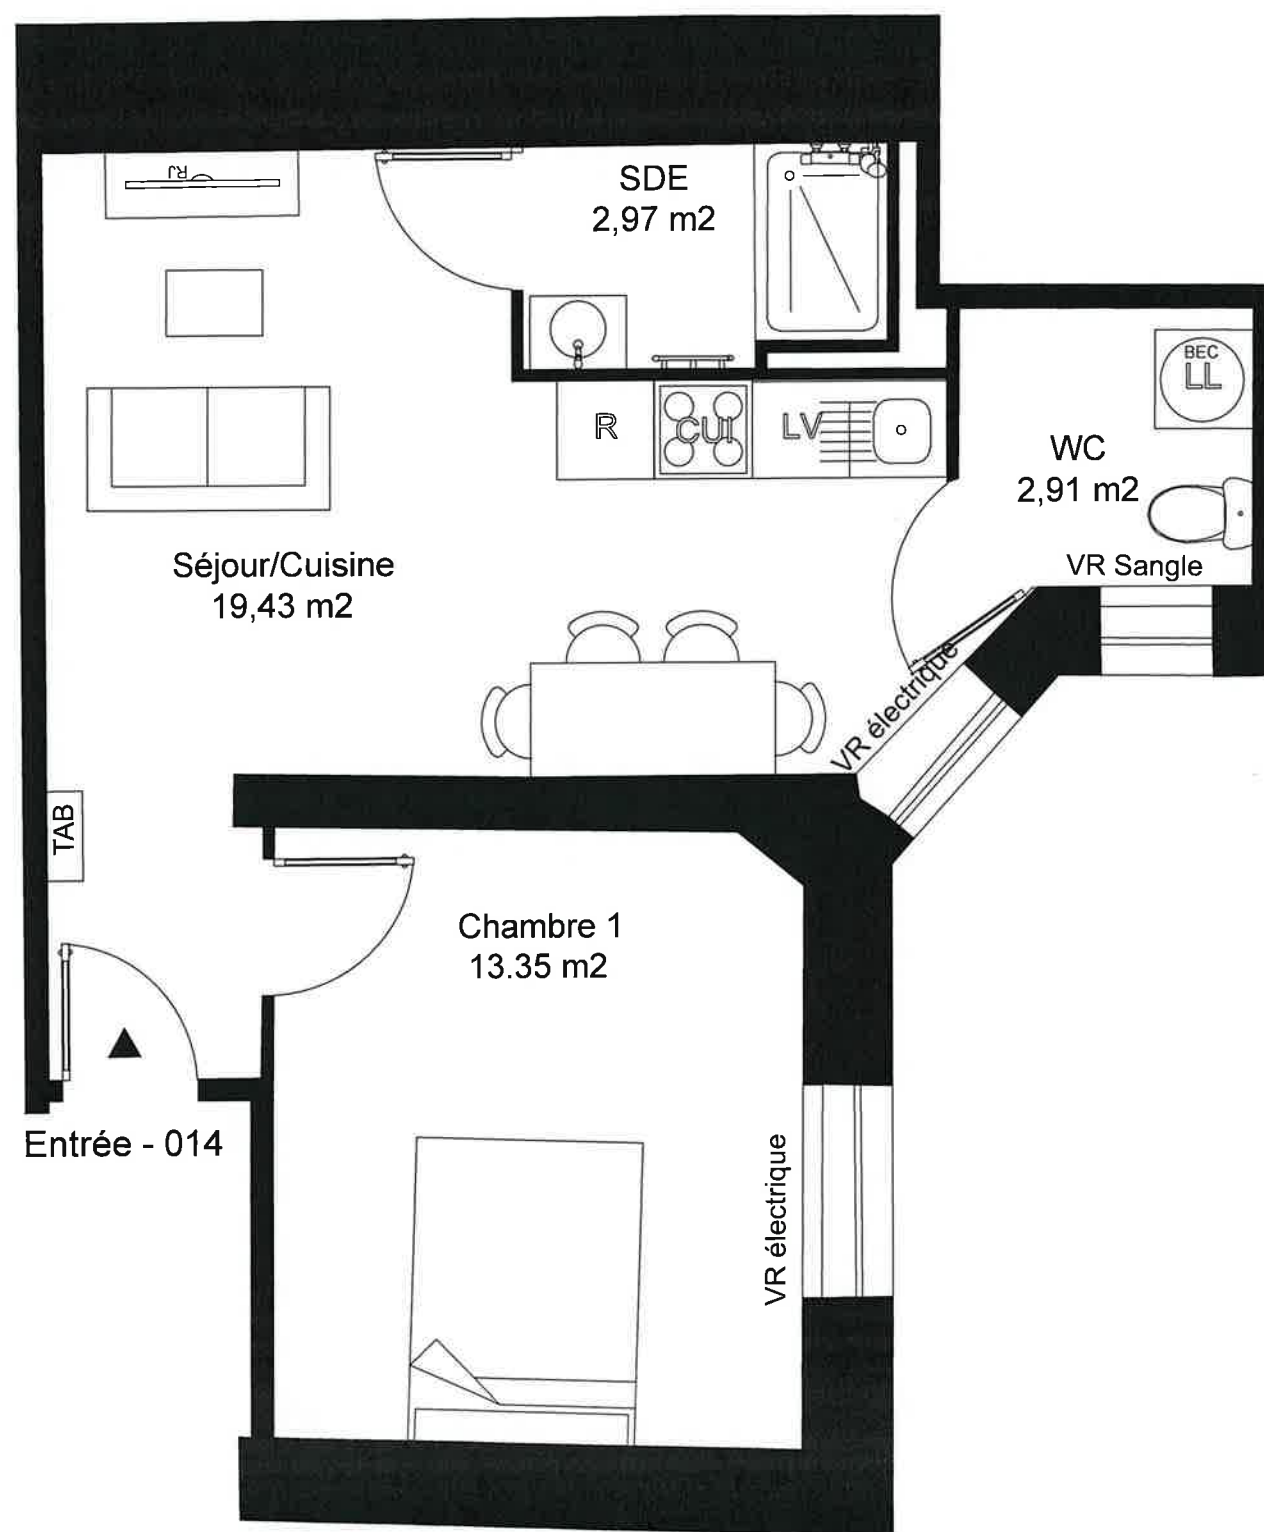 RJ
SDE
2,97 m2
BEC
LL
R
CUI
LV
WC
2,91 m2
VR Sangle
Séjour/Cuisine
19,43 m2
VR électrique
TAB
Chambre 1
13.35 m2
Entrée - 014
VR électrique